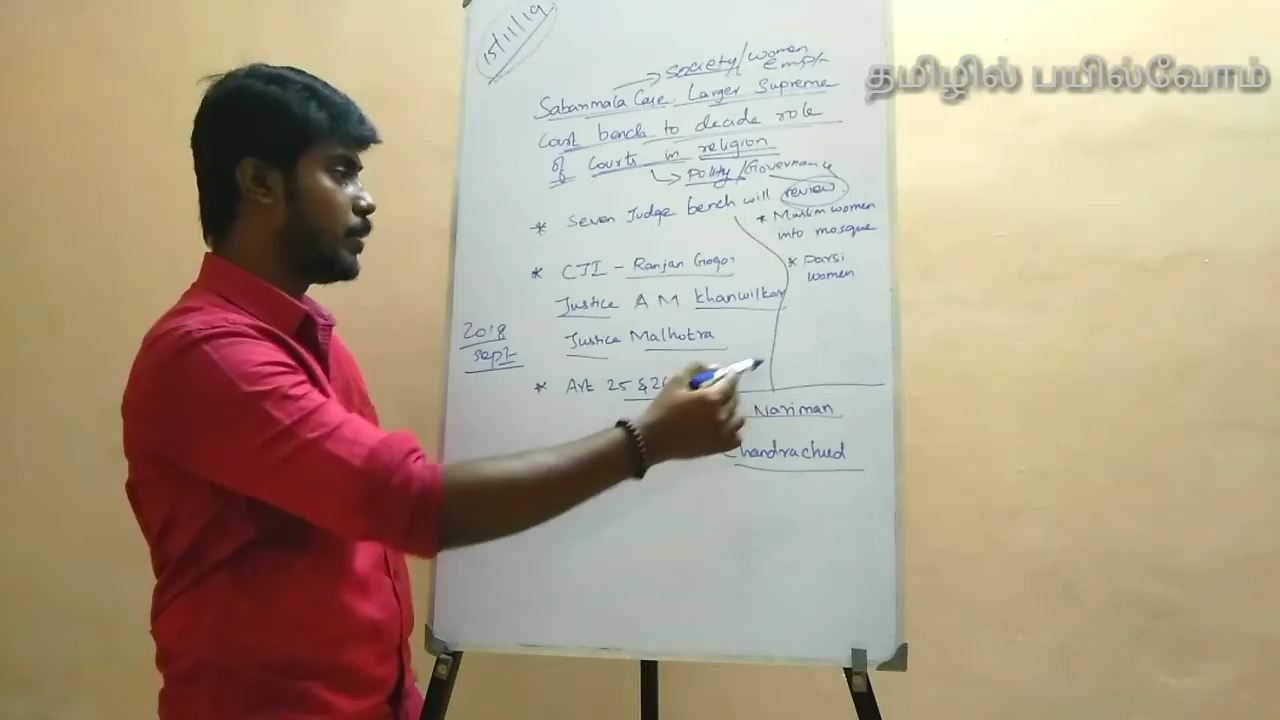 15/11/19
தமிழில் பயில்வோம்
→ society/women
Sabarimala Case. Larger Supreme
Court bench to decide role
of Courts in religion
→ polity/Governance
* Seven Judge bench will review.
* Muslim women
into mosque
* Parsi
women
* CJI - Ranjan Gogoi
Justice A M Khanwilkar
Justice Malhotra
2018
sept
* Art 25 & 26
Nariman
Chandrachud